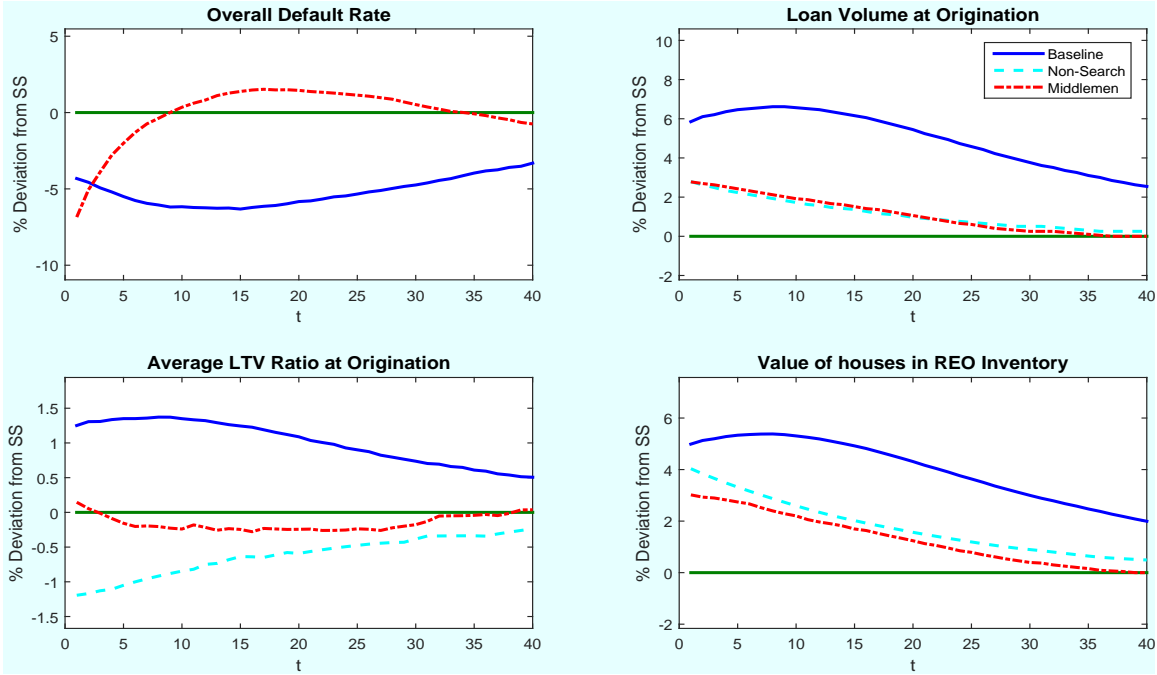 Overall Default Rate
% Deviation from SS
5
0
-5
-10
0 5 10 15 20 25 30 35 40
t
Loan Volume at Origination
% Deviation from SS
10
8
6
4
2
0
-2
Baseline
Non-Search
Middlemen
0 5 10 15 20 25 30 35 40
t
Average LTV Ratio at Origination
% Deviation from SS
1.5
1
0.5
0
-0.5
-1
-1.5
0 5 10 15 20 25 30 35 40
t
Value of houses in REO Inventory
% Deviation from SS
6
4
2
0
-2
0 5 10 15 20 25 30 35 40
t